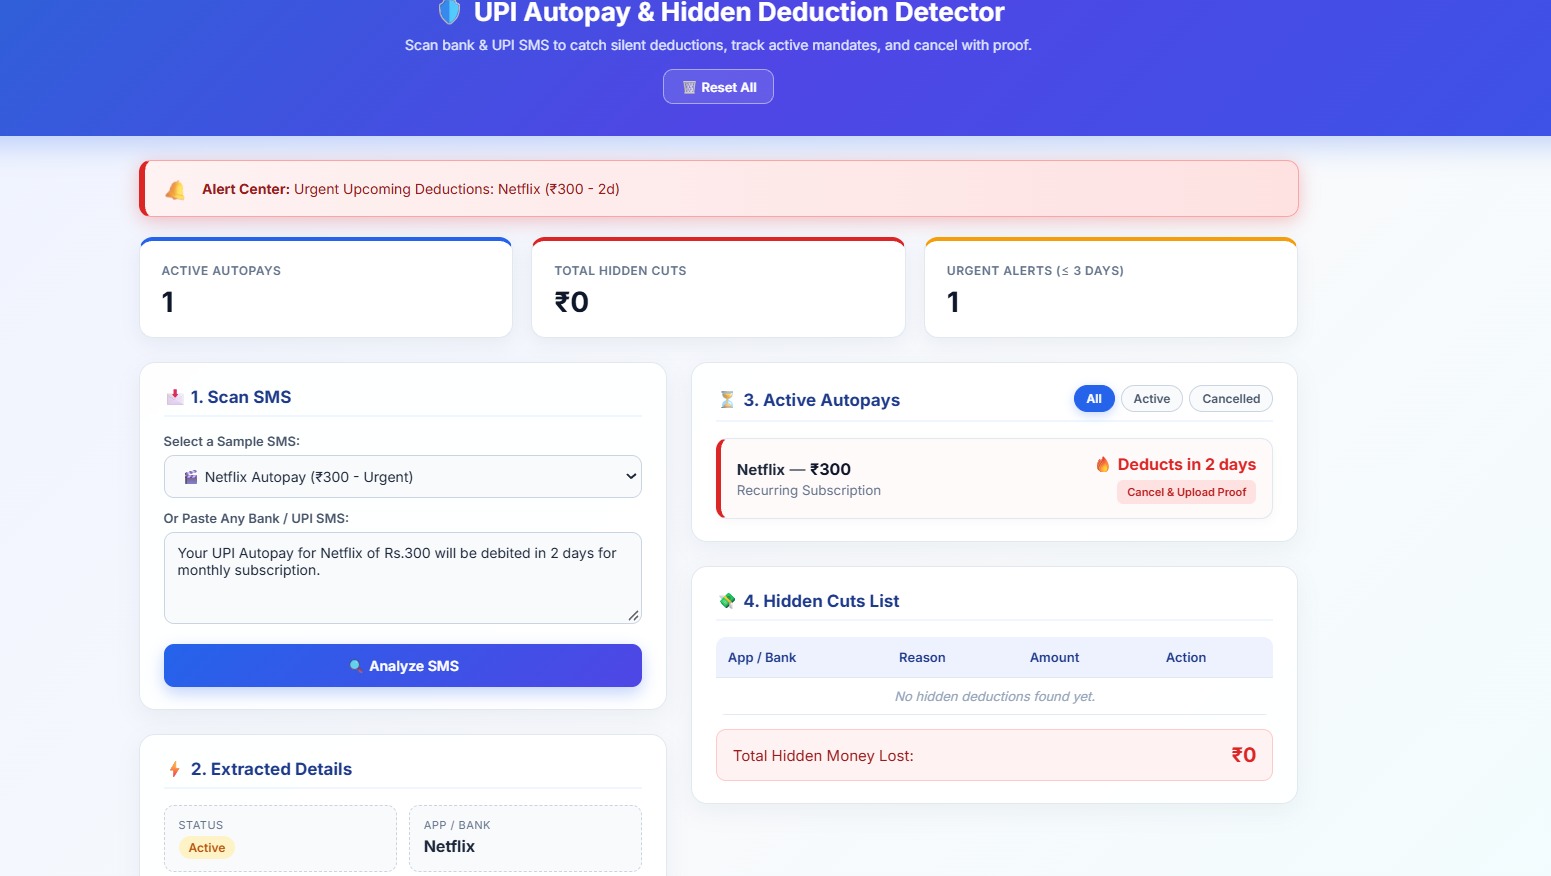 UPI Autopay & Hidden Deduction Detector
Scan bank & UPI SMS to catch silent deductions, track active mandates, and cancel with proof.
Reset All
Alert Center: Urgent Upcoming Deductions: Netflix (₹300 - 2d)
ACTIVE AUTOPAYS
1
TOTAL HIDDEN CUTS
₹0
URGENT ALERTS (≤ 3 DAYS)
1
1. Scan SMS
Select a Sample SMS:
Netflix Autopay (₹300 - Urgent)
Or Paste Any Bank / UPI SMS:
Your UPI Autopay for Netflix of Rs.300 will be debited in 2 days for
monthly subscription.
Analyze SMS
2. Extracted Details
STATUS
Active
APP / BANK
Netflix
3. Active Autopays
All
Active
Cancelled
Netflix — ₹300
Recurring Subscription
Deducts in 2 days
Cancel & Upload Proof
4. Hidden Cuts List
App / Bank Reason Amount Action
No hidden deductions found yet.
Total Hidden Money Lost: ₹0